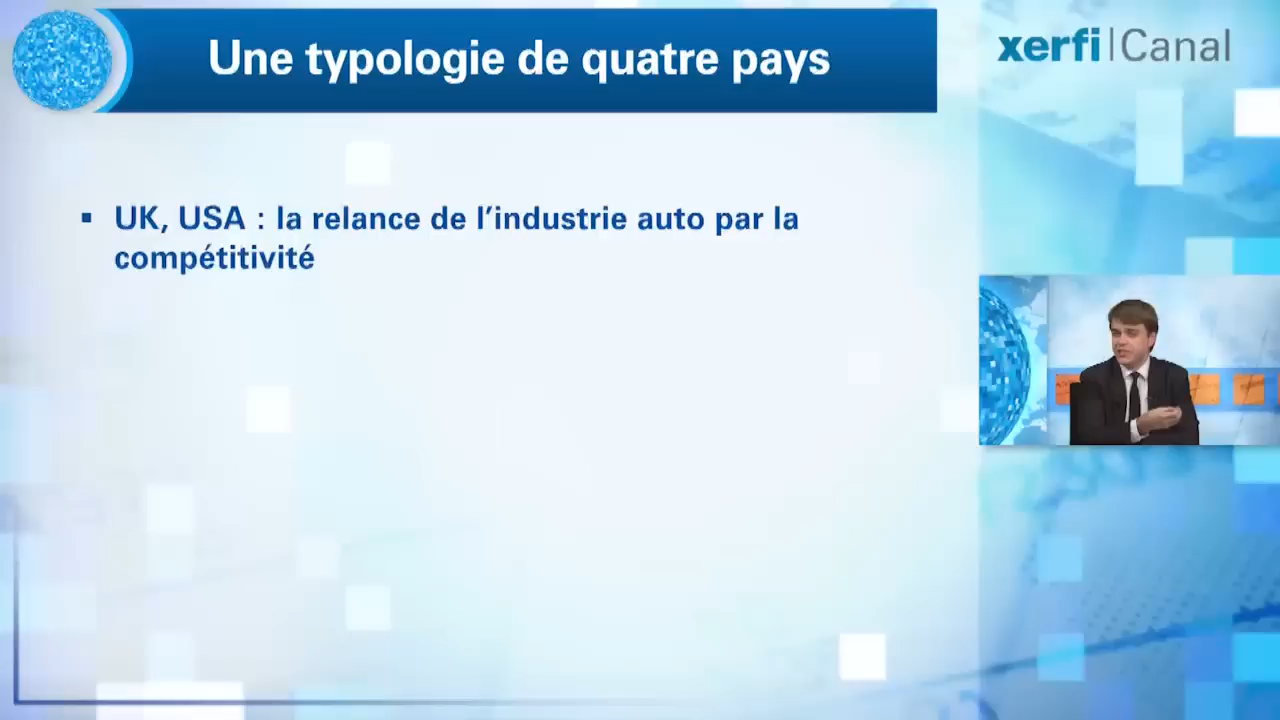 Une typologie de quatre pays
xerfi|Canal
▪ UK, USA : la relance de l’industrie auto par la
compétitivité